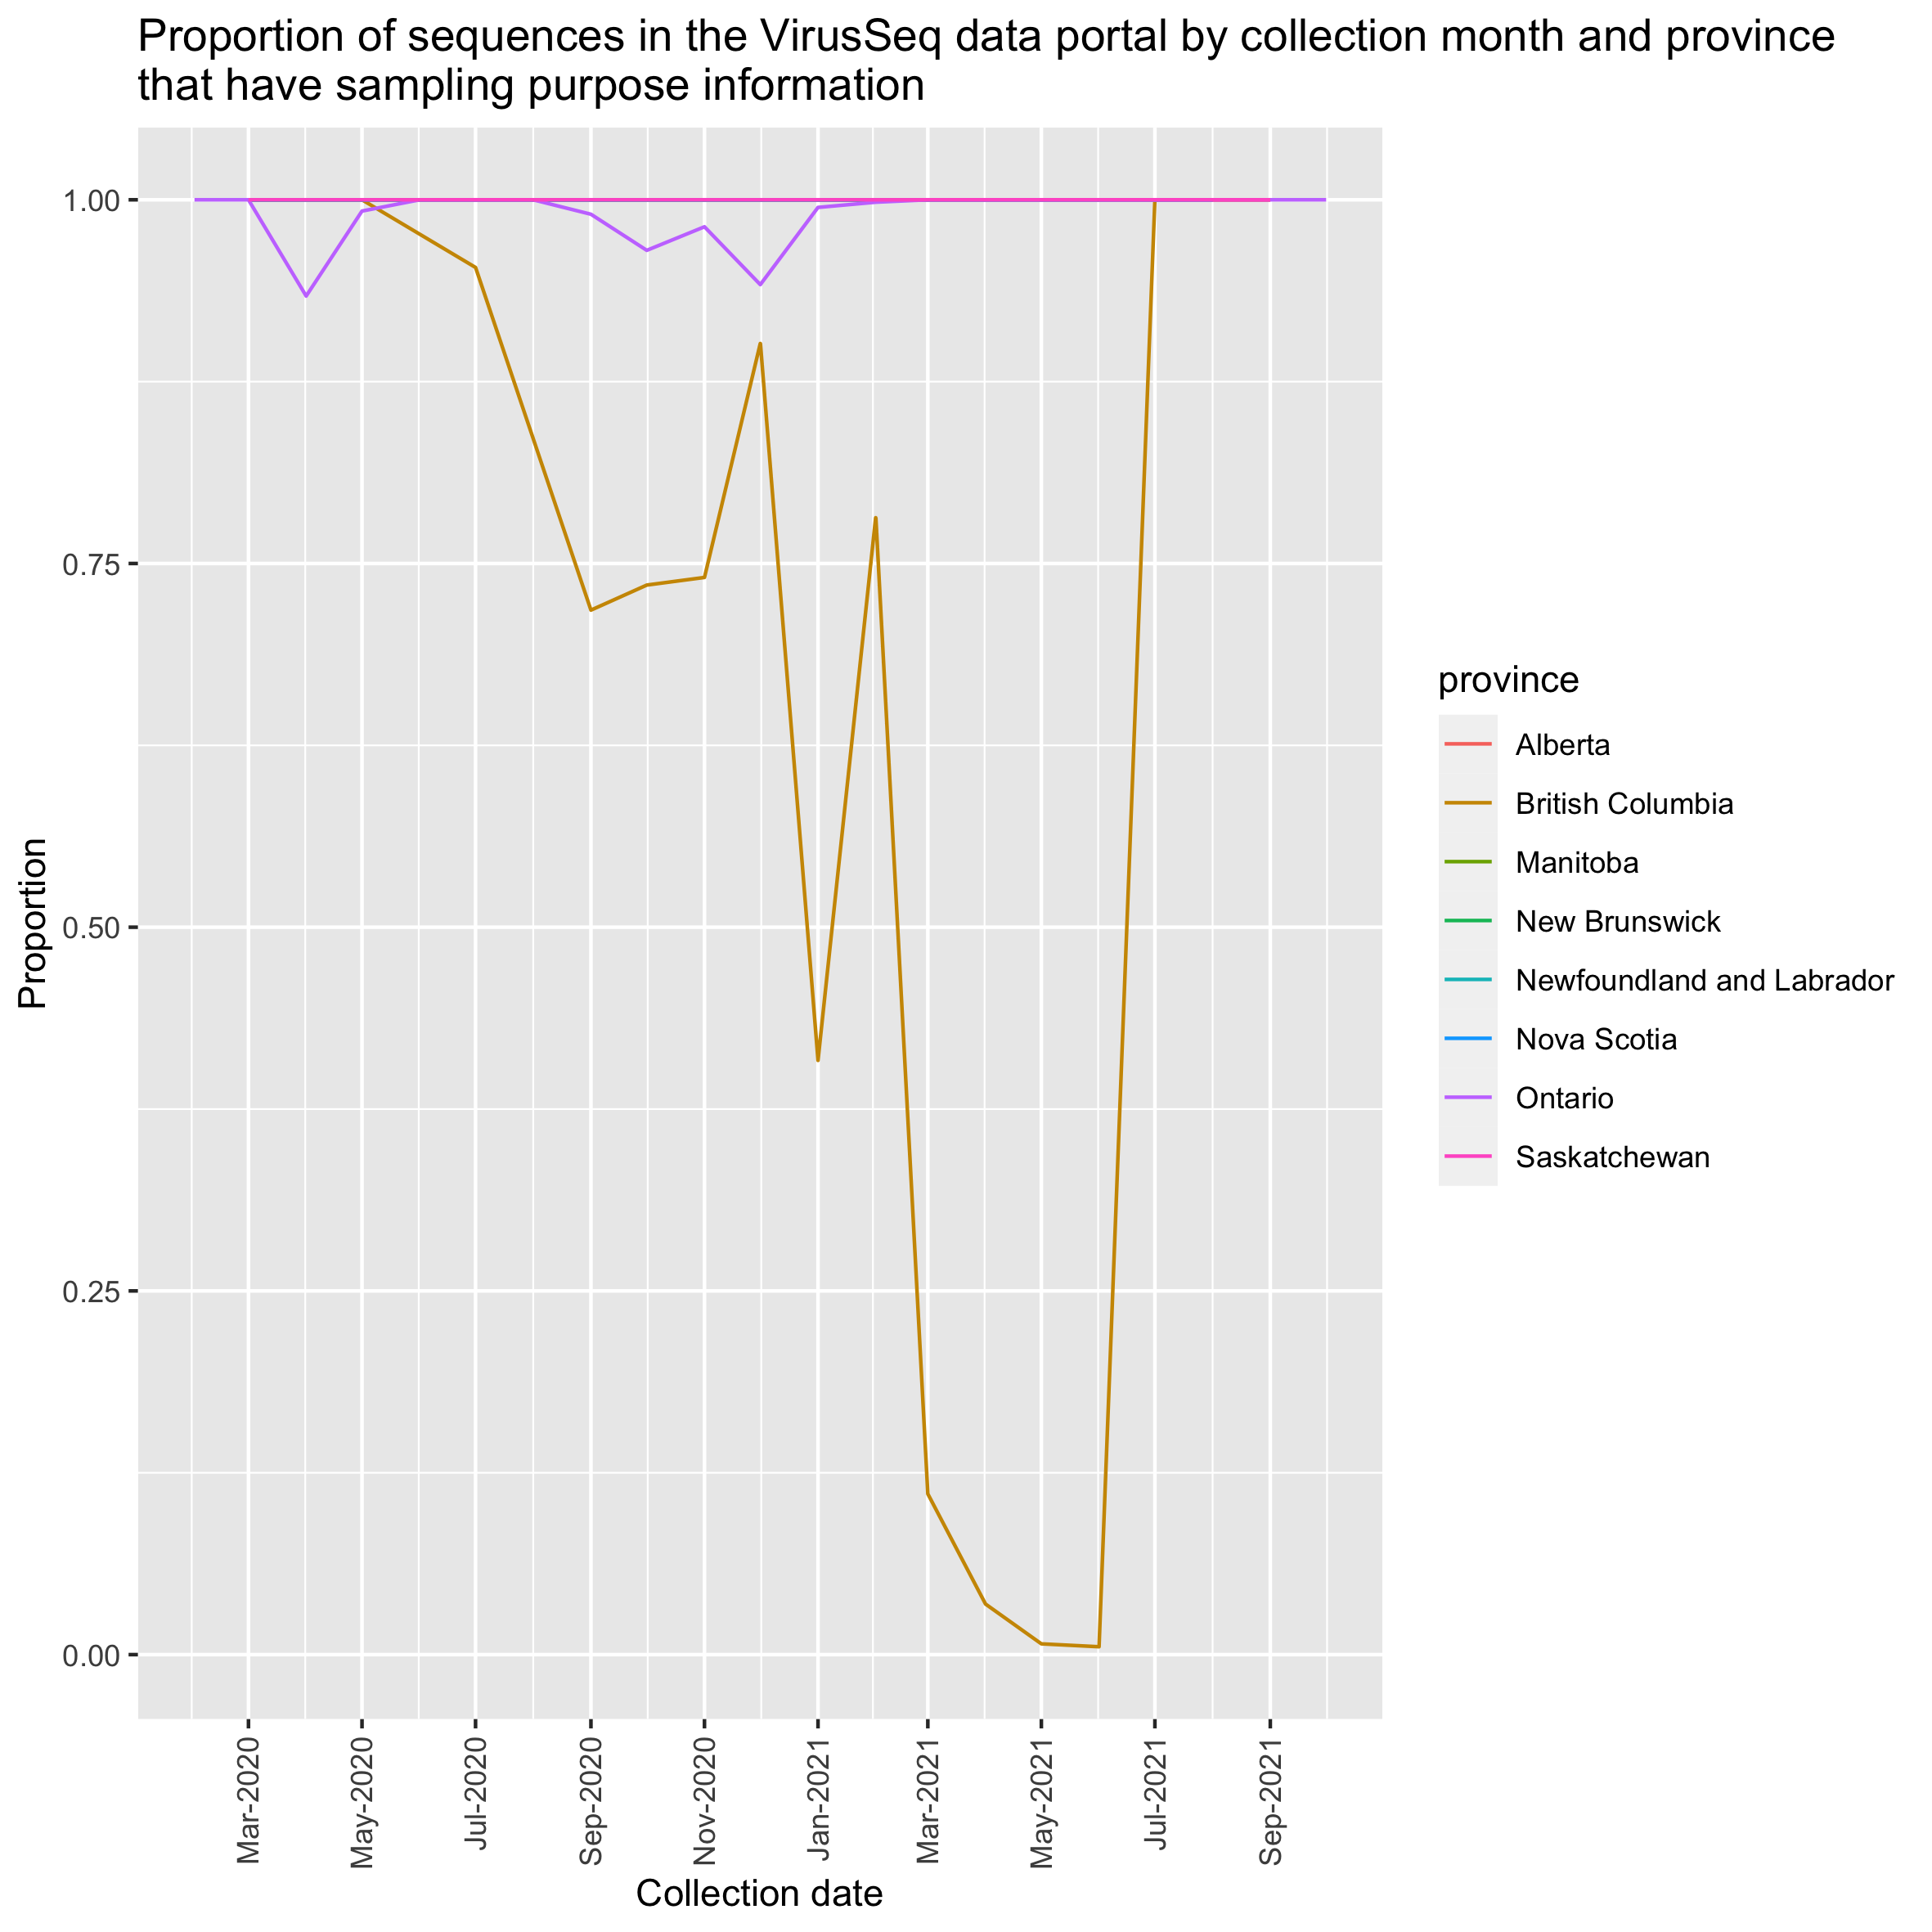 Proportion of sequences in the VirusSeq data portal by collection month and province
that have sampling purpose information
1.00
0.75
0.50
0.25
0.00
Proportion
Mar-2020
May-2020
Jul-2020
Sep-2020
Nov-2020
Jan-2021
Mar-2021
May-2021
Jul-2021
Sep-2021
Collection date
province
Alberta
British Columbia
Manitoba
New Brunswick
Newfoundland and Labrador
Nova Scotia
Ontario
Saskatchewan